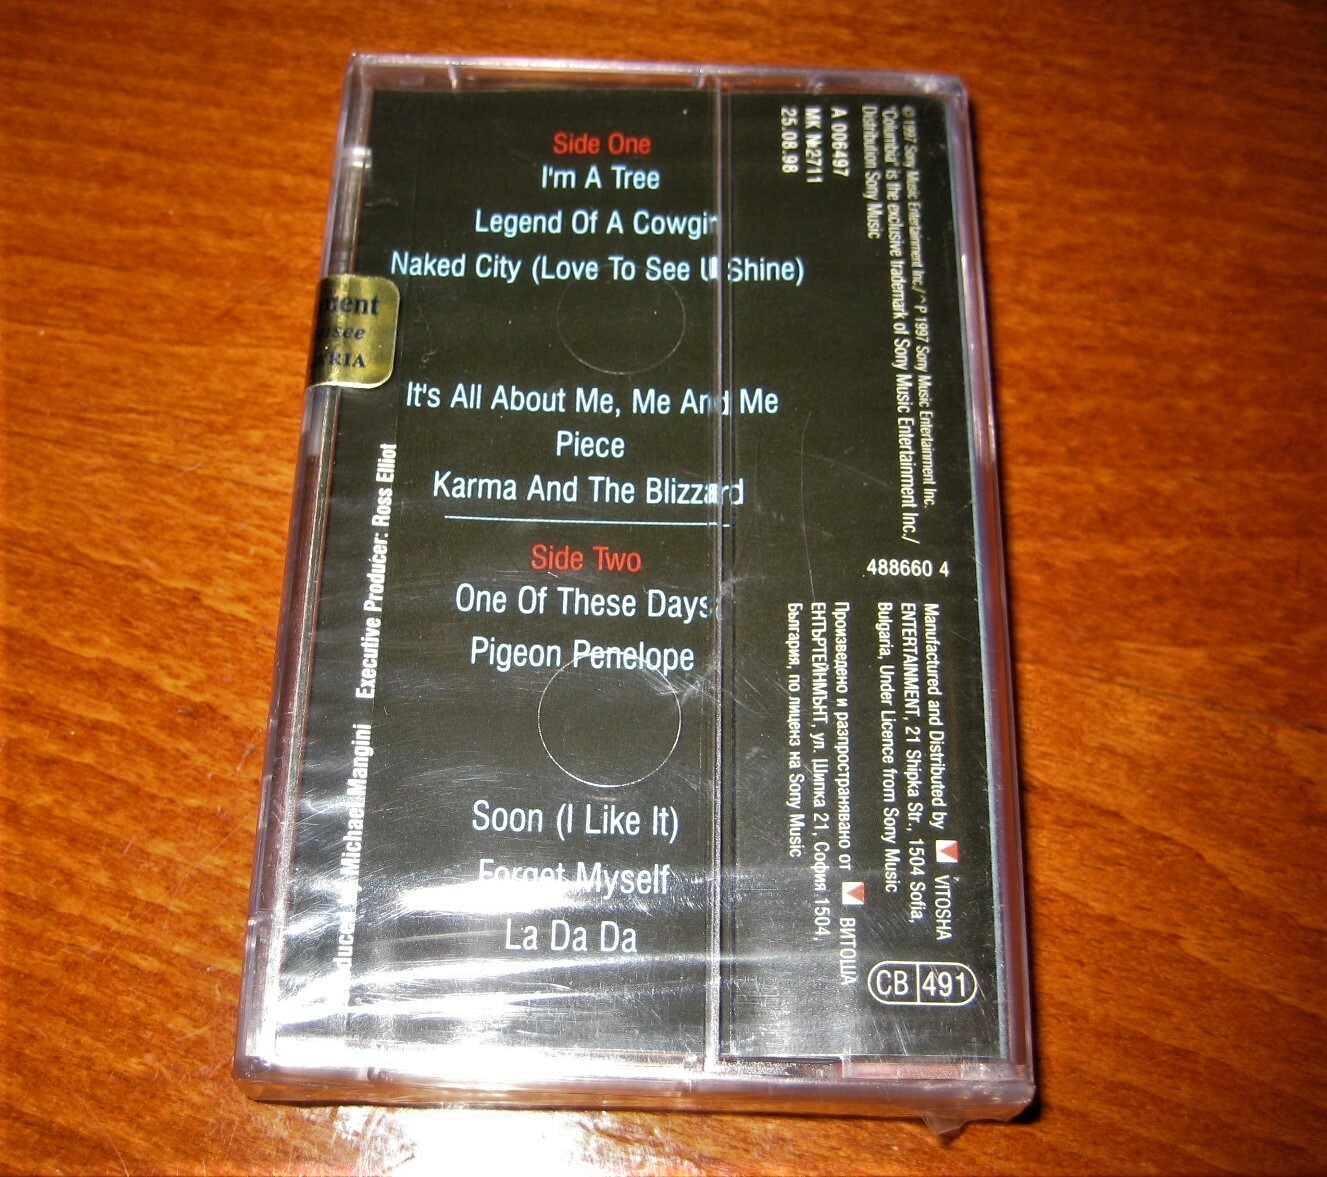 Side One
I'm A Tree
Legend Of A Cowgirl
Naked City (Love To See U Shine)
It's All About Me, Me And Me
Piece
Karma And The Blizzard
Side Two
One Of These Days
Pigeon Penelope
Soon (I Like It)
Forget Myself
La Da Da
Michael Mangini Executive Producer: Ross Elliot
© 1997 Sony Music Entertainment Inc./ ^P 1997 Sony Music Entertainment Inc.
"Columbia" is the exclusive trademark of Sony Music Entertainment Inc./
Distribution Sony Music
A 006497
MK №2711
25.08.98
488660 4
Manufactured and Distributed by VITOSHA
ENTERTAINMENT, 21 Shipka Str., 1504 Sofia,
Bulgaria, Under Licence from Sony Music
Произведено и разпространявано от ВИТОША
ЕНТЪРТЕЙНМЪНТ, ул. Шипка 21, София 1504,
България, по лиценз на Sony Music
CB 491